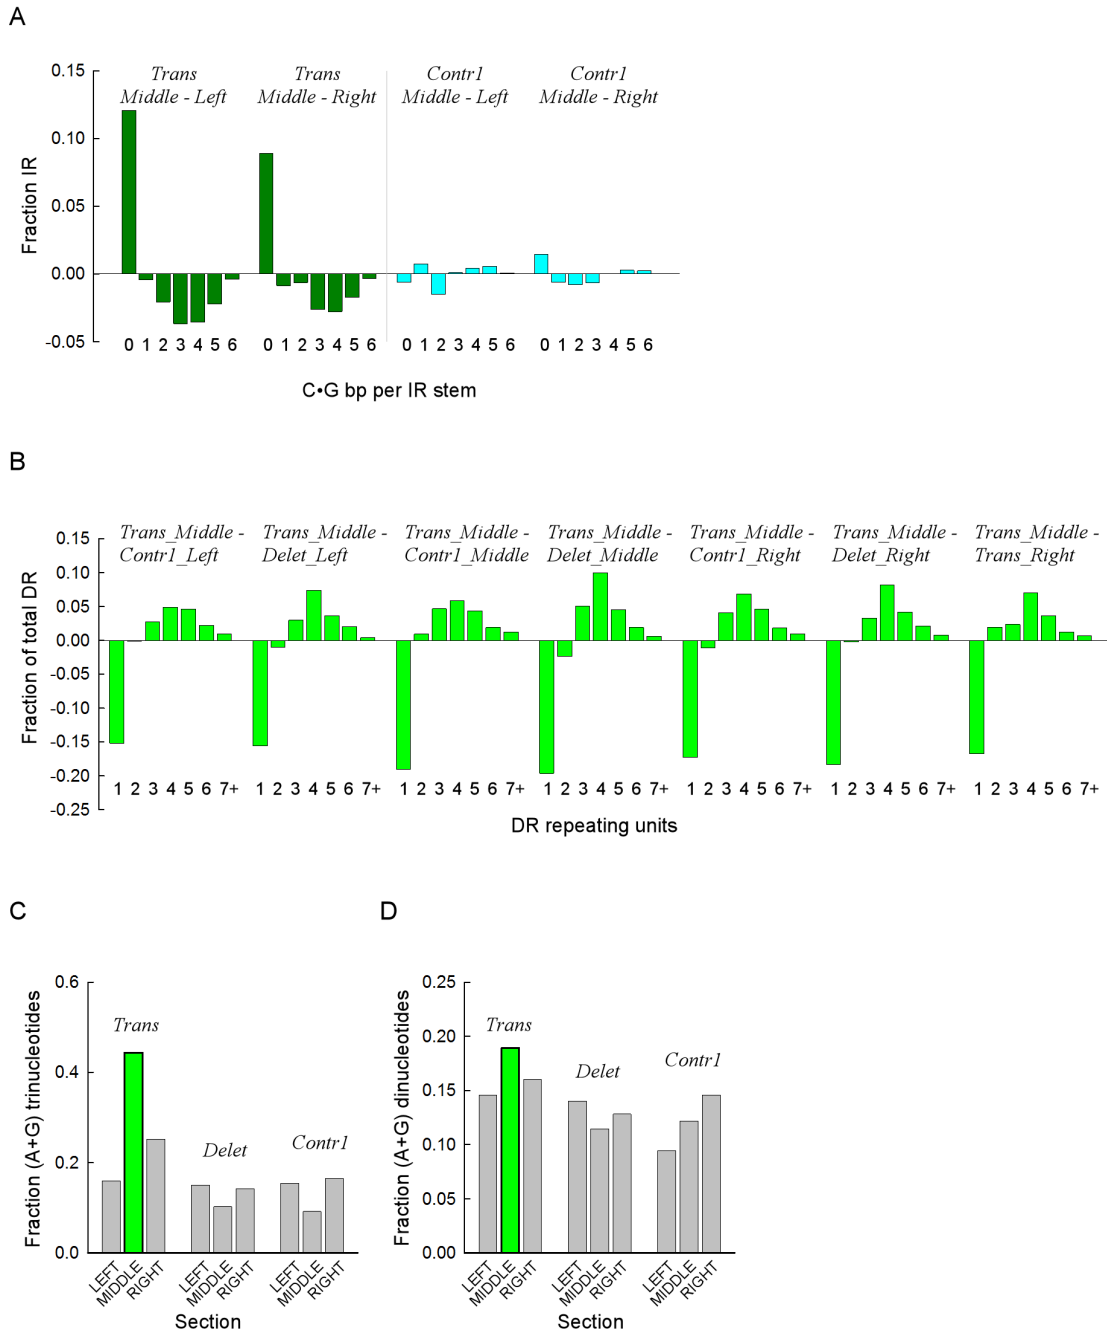 A
Trans Trans Contr1 Contr1
Middle - Left Middle - Right Middle - Left Middle - Right
0.15
0.10
0.05
0.00
-0.05
Fraction IR
0 1 2 3 4 5 6 0 1 2 3 4 5 6 0 1 2 3 4 5 6 0 1 2 3 4 5 6
C•G bp per IR stem
B
Trans_Middle - Trans_Middle - Trans_Middle - Trans_Middle - Trans_Middle - Trans_Middle - Trans_Middle -
Contr1_Left Delet_Left Contr1_Middle Delet_Middle Contr1_Right Delet_Right Trans_Right
0.15
0.10
0.05
0.00
-0.05
-0.10
-0.15
-0.20
-0.25
Fraction of total DR
1 2 3 4 5 6 7+ 1 2 3 4 5 6 7+ 1 2 3 4 5 6 7+ 1 2 3 4 5 6 7+ 1 2 3 4 5 6 7+ 1 2 3 4 5 6 7+ 1 2 3 4 5 6 7+
DR repeating units
C
0.6
0.4
0.2
0.0
Fraction (A+G) trinucleotides
Trans
Delet
Contr1
LEFT MIDDLE RIGHT LEFT MIDDLE RIGHT LEFT MIDDLE RIGHT
Section
D
0.25
0.20
0.15
0.10
0.05
0.00
Fraction (A+G) dinucleotides
Trans
Delet
Contr1
LEFT MIDDLE RIGHT LEFT MIDDLE RIGHT LEFT MIDDLE RIGHT
Section